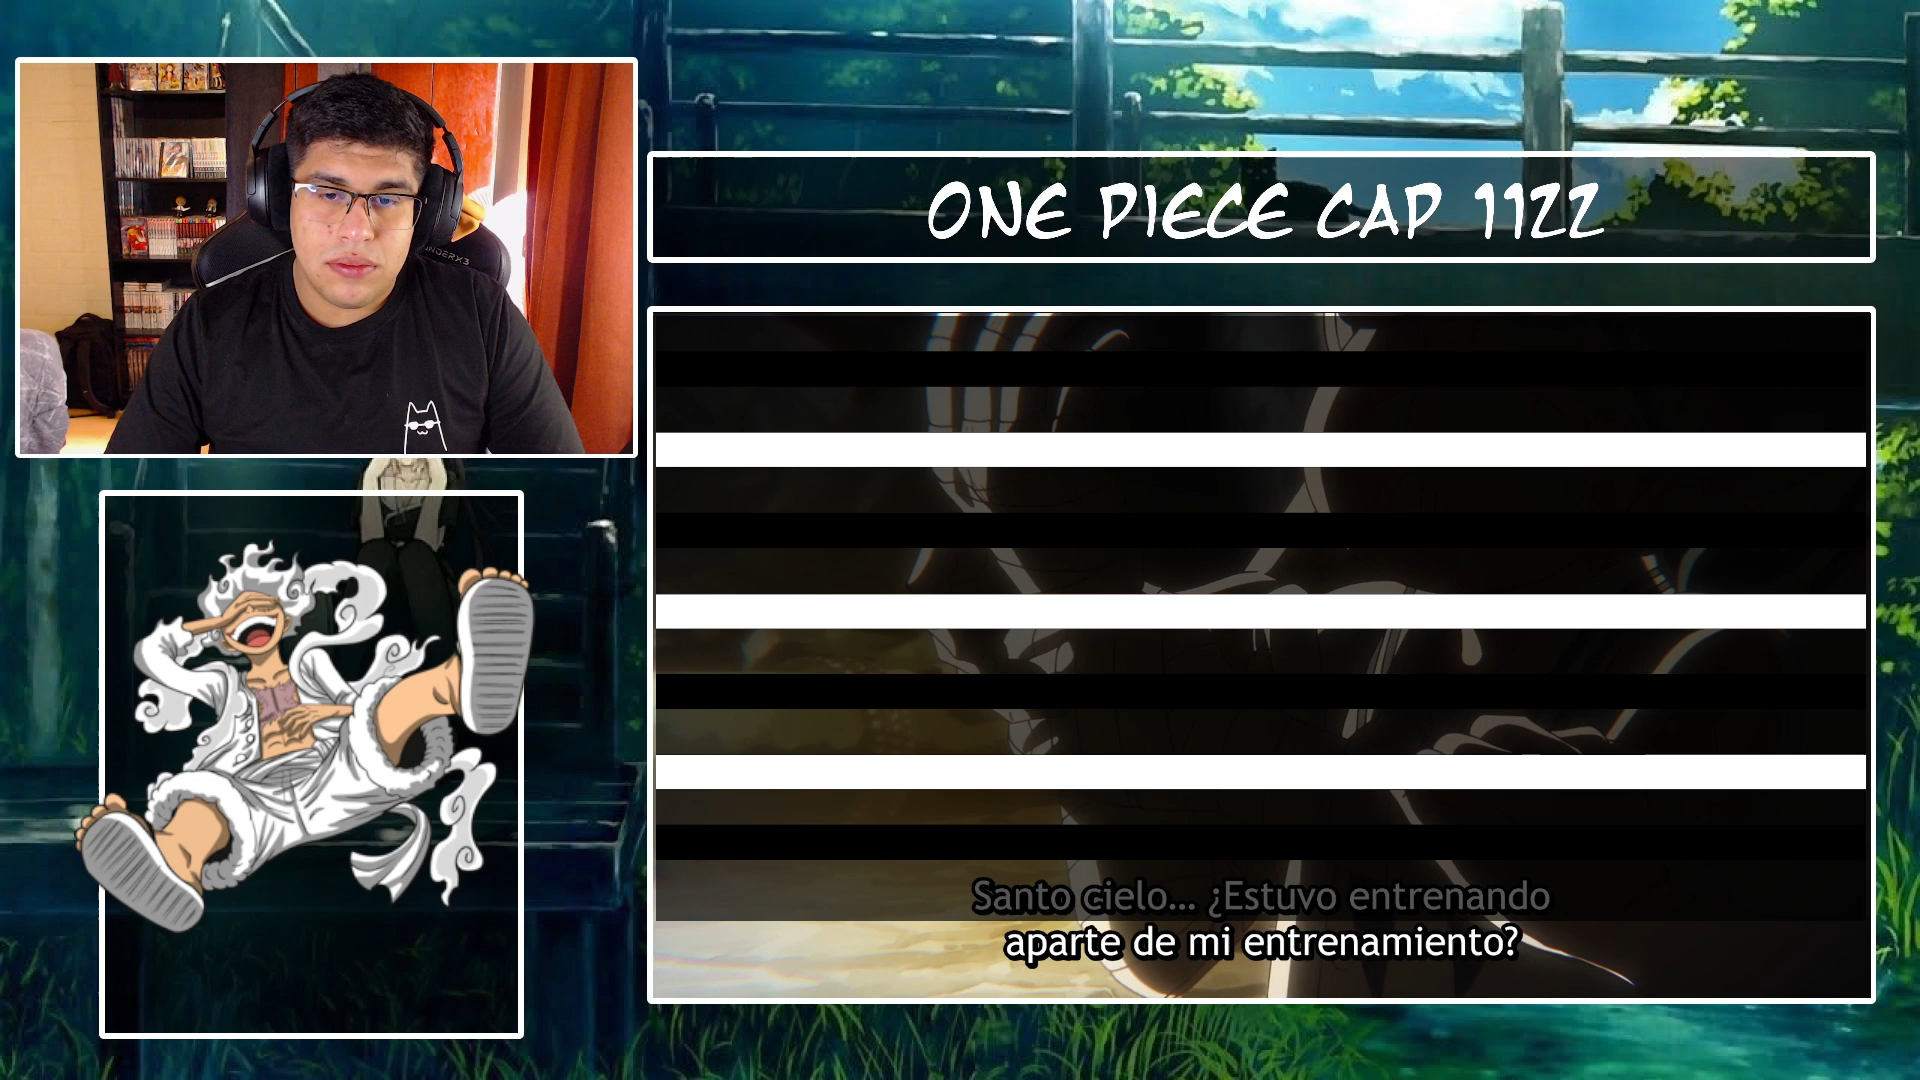 ONE PIECE CAP 1122
Santo cielo... ¿Estuvo entrenando
aparte de mi entrenamiento?